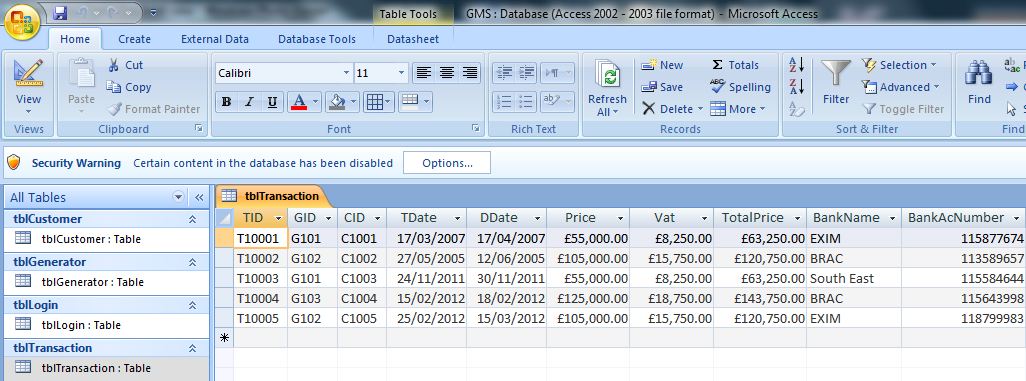 Table Tools GMS : Database (Access 2002 - 2003 file format) - Microsoft Access
Home Create External Data Database Tools Datasheet
View
Views
Paste
Cut
Copy
Format Painter
Clipboard
Calibri 11
B I U A
Font
ab
Rich Text
Refresh All
New
Save
Delete
Σ Totals
ABC Spelling
More
Records
A Z
Z A
Filter
Selection
Advanced
Toggle Filter
Sort & Filter
Find
Security Warning Certain content in the database has been disabled Options...
All Tables
tblCustomer
tblCustomer : Table
tblGenerator
tblGenerator : Table
tblLogin
tblLogin : Table
tblTransaction
tblTransaction : Table
tblTransaction
TID GID CID TDate DDate Price Vat TotalPrice BankName BankAcNumber
T10001 G101 C1001 17/03/2007 17/04/2007 £55,000.00 £8,250.00 £63,250.00 EXIM 115877674
T10002 G102 C1002 27/05/2005 12/06/2005 £105,000.00 £15,750.00 £120,750.00 BRAC 113589657
T10003 G101 C1003 24/11/2011 30/11/2011 £55,000.00 £8,250.00 £63,250.00 South East 115584644
T10004 G103 C1004 15/02/2012 18/02/2012 £125,000.00 £18,750.00 £143,750.00 BRAC 115643998
T10005 G102 C1005 25/02/2012 15/03/2012 £105,000.00 £15,750.00 £120,750.00 EXIM 118799983